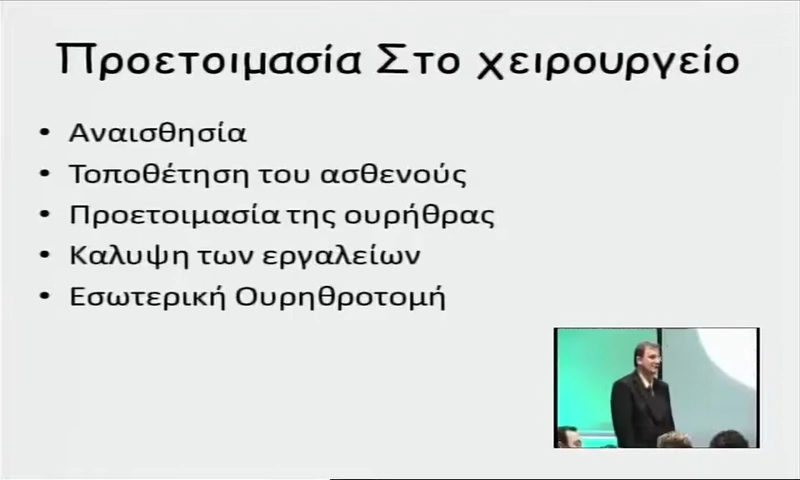 Προετοιμασία Στο χειρουργείο
• Αναισθησία
• Τοποθέτηση του ασθενούς
• Προετοιμασία της ουρήθρας
• Καλυψη των εργαλείων
• Εσωτερική Ουρηθροτομή